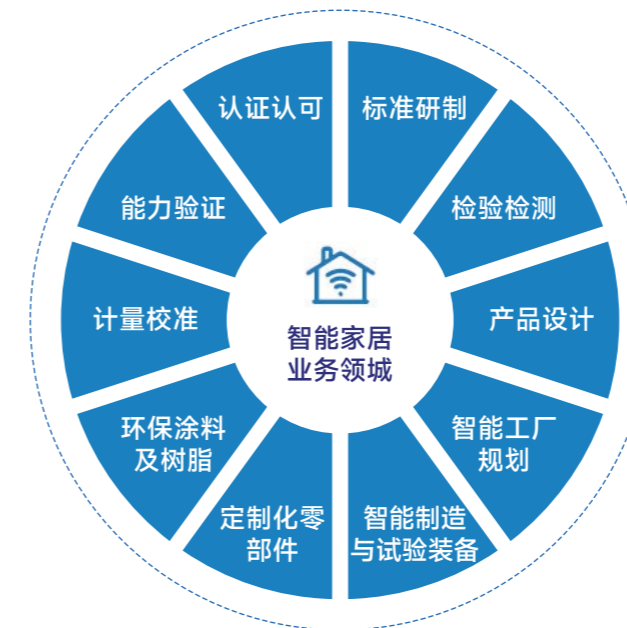 认证认可
标准研制
能力验证
检验检测
计量校准
产品设计
智能家居
业务领城
环保涂料
及树脂
智能工厂
规划
定制化零
部件
智能制造
与试验装备